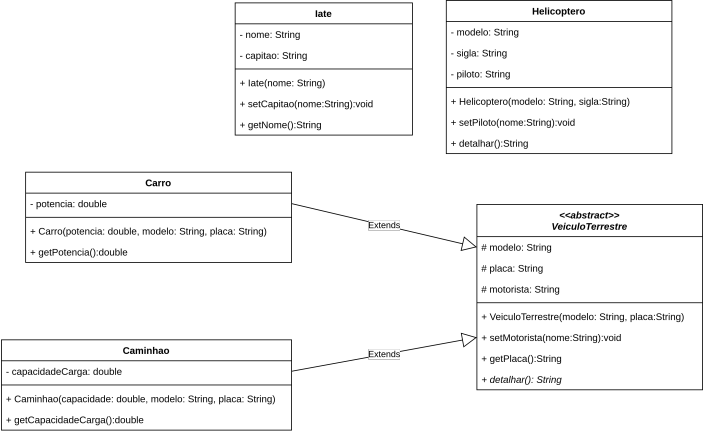 Iate
- nome: String
- capitao: String
+ Iate(nome: String)
+ setCapitao(nome:String):void
+ getNome():String
Helicoptero
- modelo: String
- sigla: String
- piloto: String
+ Helicoptero(modelo: String, sigla:String)
+ setPiloto(nome:String):void
+ detalhar():String
Carro
- potencia: double
+ Carro(potencia: double, modelo: String, placa: String)
+ getPotencia():double
Extends
<<abstract>>
VeiculoTerrestre
# modelo: String
# placa: String
# motorista: String
+ VeiculoTerrestre(modelo: String, placa:String)
+ setMotorista(nome:String):void
+ getPlaca():String
+ detalhar(): String
Caminhao
- capacidadeCarga: double
+ Caminhao(capacidade: double, modelo: String, placa: String)
+ getCapacidadeCarga():double
Extends